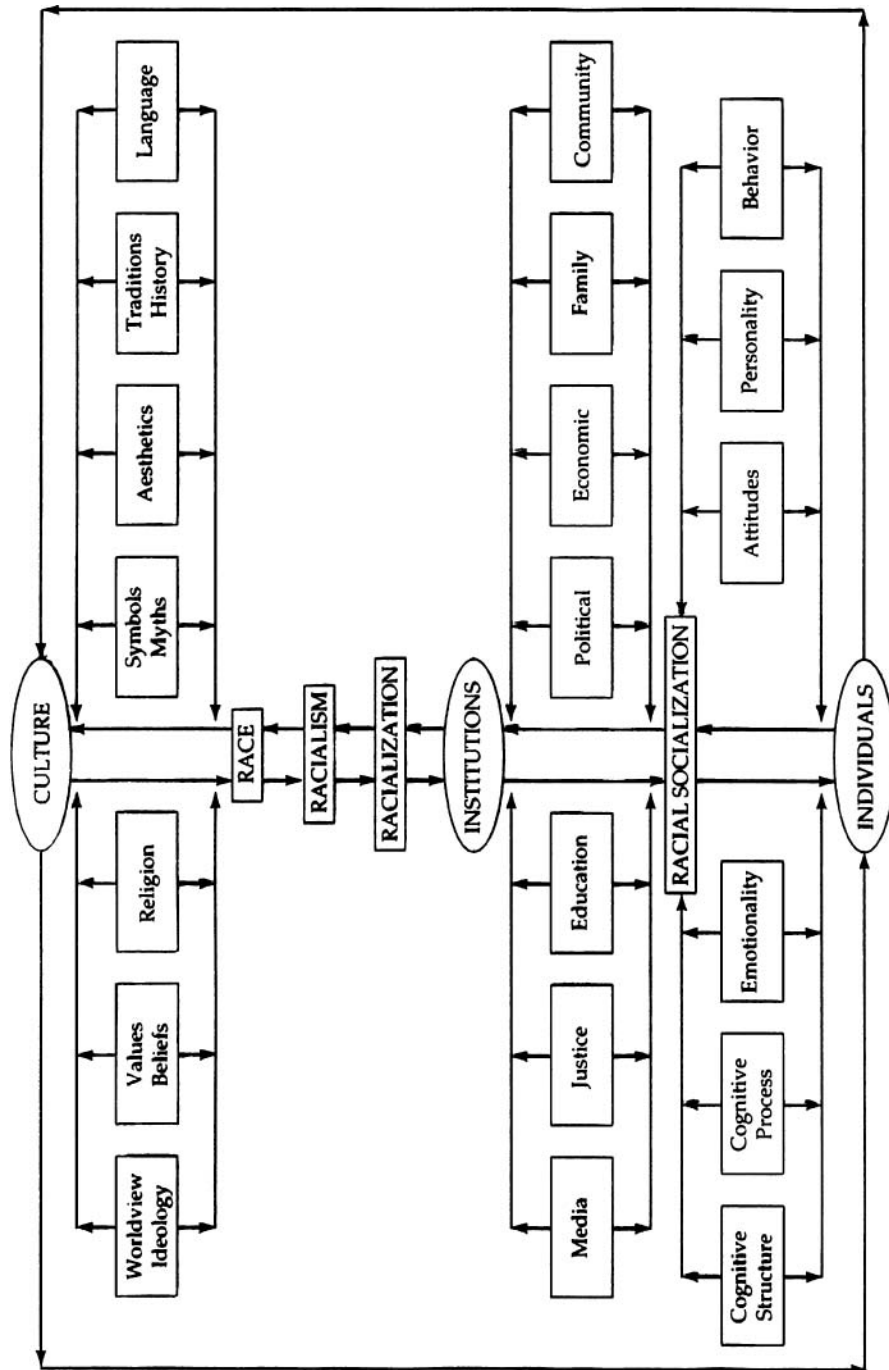 CULTURE
Worldview
Ideology
Values
Beliefs
Religion
Symbols
Myths
Aesthetics
Traditions
History
Language
RACE
RACIALISM
RACIALIZATION
INSTITUTIONS
Media
Justice
Education
Political
Economic
Family
Community
RACIAL SOCIALIZATION
Cognitive
Structure
Cognitive
Process
Emotionality
Attitudes
Personality
Behavior
INDIVIDUALS